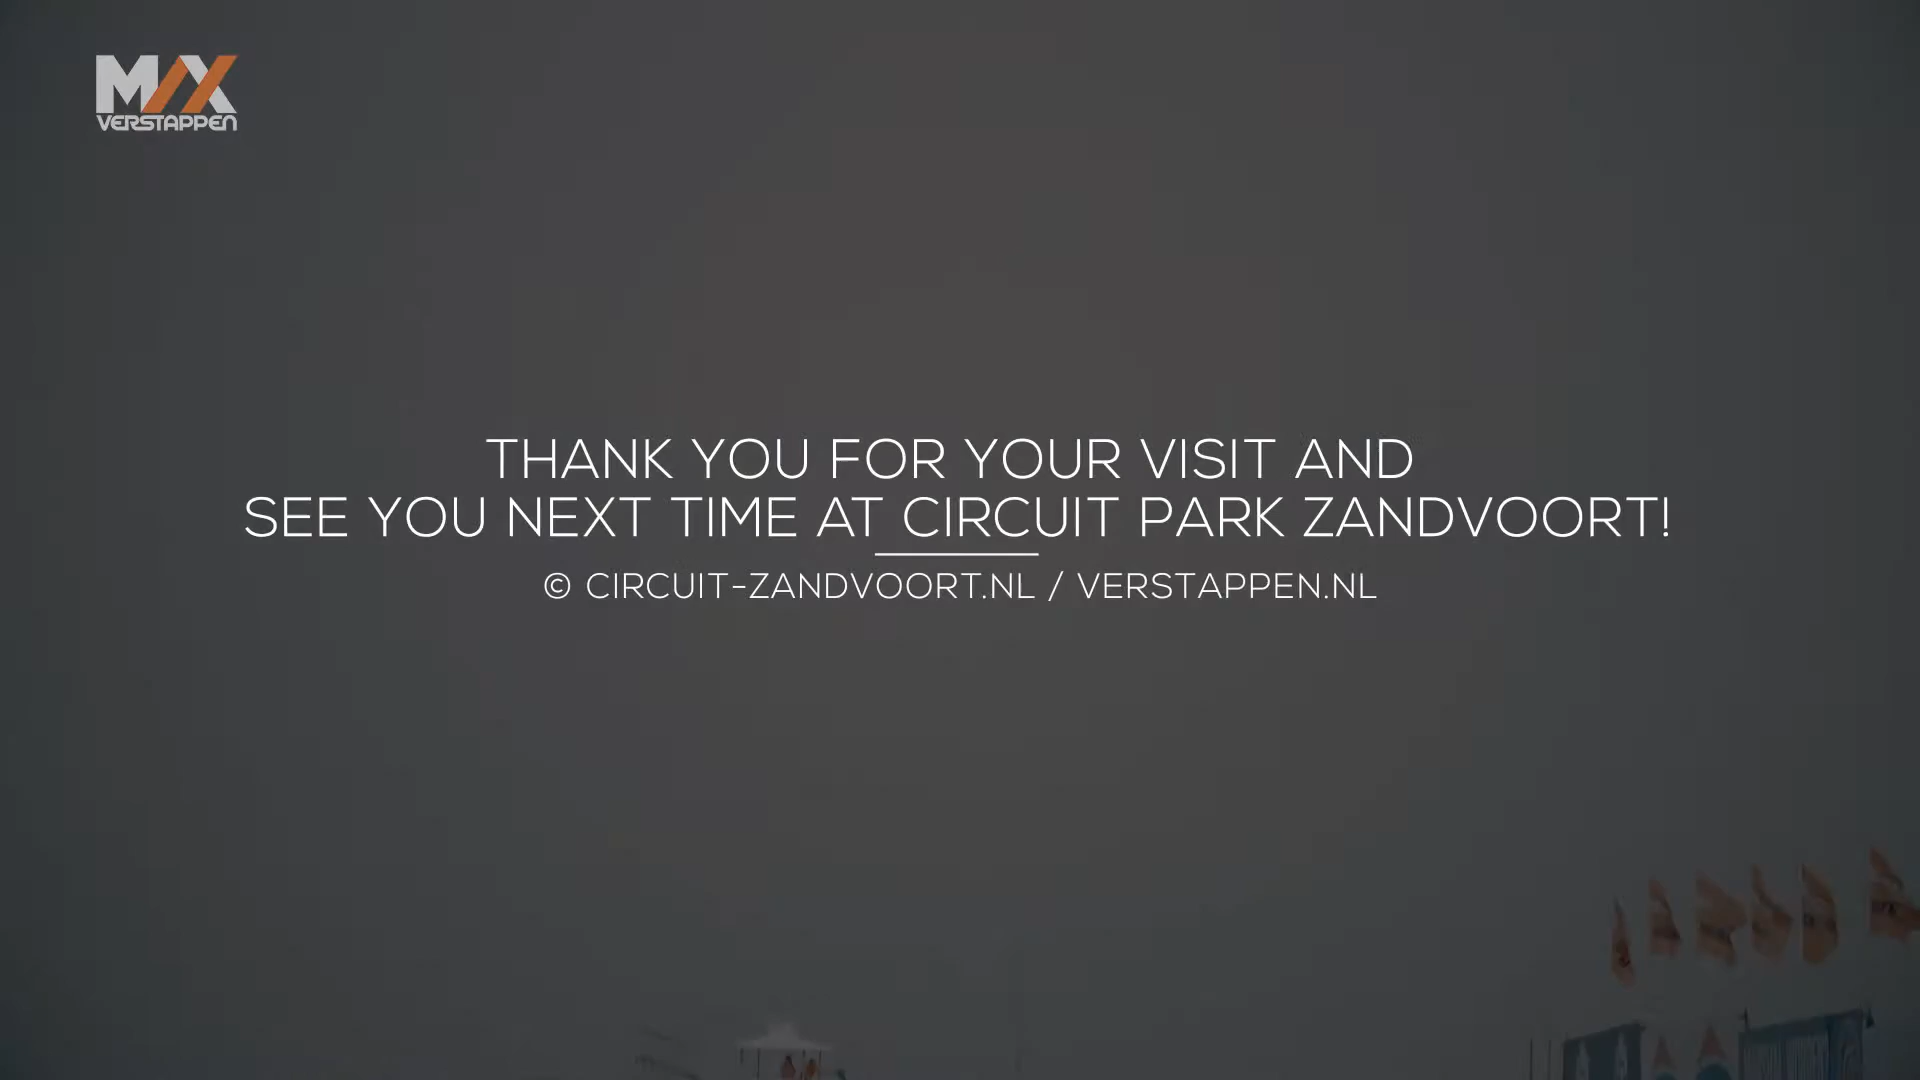 MAX
VERSTAPPEN
THANK YOU FOR YOUR VISIT AND
SEE YOU NEXT TIME AT CIRCUIT PARK ZANDVOORT!
© CIRCUIT-ZANDVOORT.NL / VERSTAPPEN.NL